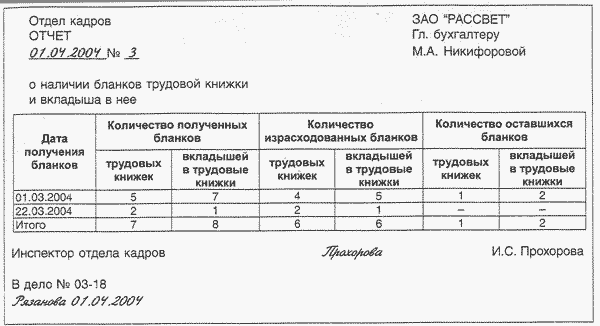 Отдел кадров ЗАО "РАССВЕТ"
ОТЧЕТ Гл. бухгалтеру
01.04.2004 № 3 М.А. Никифоровой
о наличии бланков трудовой книжки
и вкладыша в нее
Дата получения бланков Количество полученных бланков Количество израсходованных бланков Количество оставшихся бланков
трудовых книжек вкладышей в трудовые книжки трудовых книжек вкладышей в трудовые книжки трудовых книжек вкладышей в трудовые книжки
01.03.2004 5 7 4 5 1 2
22.03.2004 2 1 2 1 – –
Итого 7 8 6 6 1 2
Инспектор отдела кадров Прохорова И.С. Прохорова
В дело № 03-18
Рязанова 01.04.2004